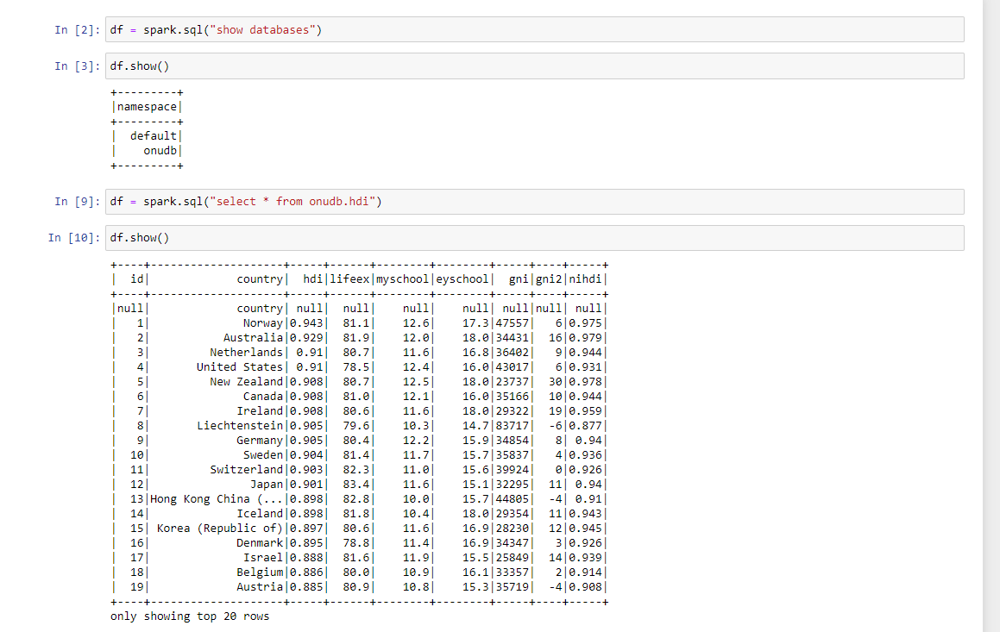 In [2]: df = spark.sql("show databases")
In [3]: df.show()
+---------+
|namespace|
+---------+
|  default|
|    onudb|
+---------+
In [9]: df = spark.sql("select * from onudb.hdi")
In [10]: df.show()
+----+--------------------+-----+------+--------+--------+-----+----+-----+
|  id|             country|  hdi|lifeex|myschool|eyschool|  gni|gni2|nihdi|
+----+--------------------+-----+------+--------+--------+-----+----+-----+
|null|             country| null|  null|    null|    null| null|null| null|
|   1|              Norway|0.943|  81.1|    12.6|    17.3|47557|   6|0.975|
|   2|           Australia|0.929|  81.9|    12.0|    18.0|34431|  16|0.979|
|   3|         Netherlands| 0.91|  80.7|    11.6|    16.8|36402|   9|0.944|
|   4|       United States| 0.91|  78.5|    12.4|    16.0|43017|   6|0.931|
|   5|         New Zealand|0.908|  80.7|    12.5|    18.0|23737|  30|0.978|
|   6|              Canada|0.908|  81.0|    12.1|    16.0|35166|  10|0.944|
|   7|             Ireland|0.908|  80.6|    11.6|    18.0|29322|  19|0.959|
|   8|       Liechtenstein|0.905|  79.6|    10.3|    14.7|83717|  -6|0.877|
|   9|             Germany|0.905|  80.4|    12.2|    15.9|34854|   8| 0.94|
|  10|              Sweden|0.904|  81.4|    11.7|    15.7|35837|   4|0.936|
|  11|         Switzerland|0.903|  82.3|    11.0|    15.6|39924|   0|0.926|
|  12|               Japan|0.901|  83.4|    11.6|    15.1|32295|  11| 0.94|
|  13|Hong Kong China (...|0.898|  82.8|    10.0|    15.7|44805|  -4| 0.91|
|  14|             Iceland|0.898|  81.8|    10.4|    18.0|29354|  11|0.943|
|  15| Korea (Republic of)|0.897|  80.6|    11.6|    16.9|28230|  12|0.945|
|  16|             Denmark|0.895|  78.8|    11.4|    16.9|34347|   3|0.926|
|  17|              Israel|0.888|  81.6|    11.9|    15.5|25849|  14|0.939|
|  18|             Belgium|0.886|  80.0|    10.9|    16.1|33357|   2|0.914|
|  19|             Austria|0.885|  80.9|    10.8|    15.3|35719|  -4|0.908|
+----+--------------------+-----+------+--------+--------+-----+----+-----+
only showing top 20 rows